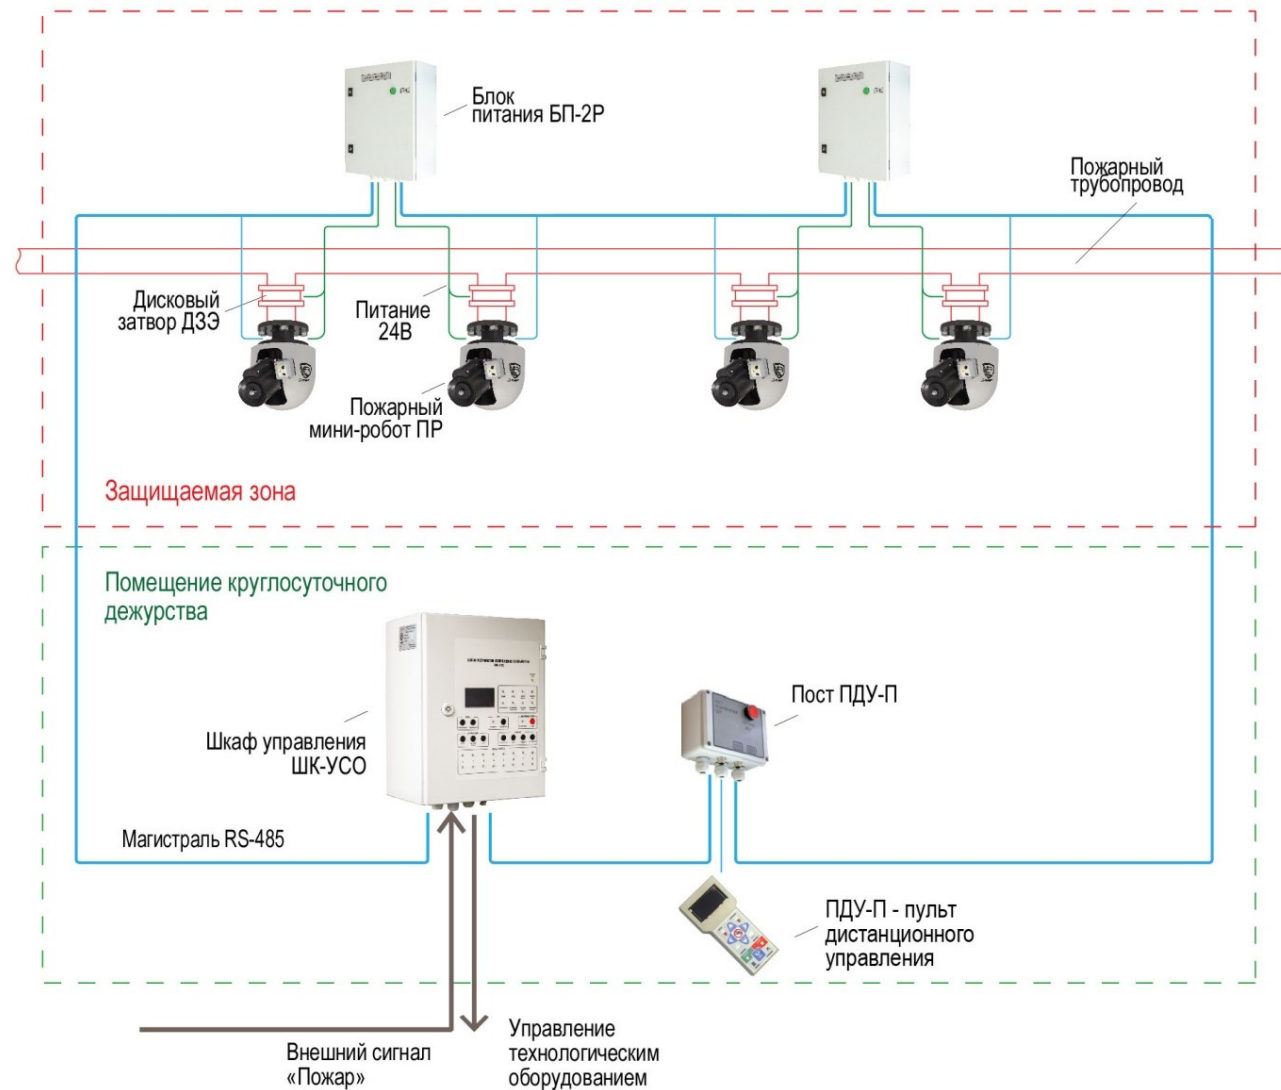 Блок
питания БП-2Р
Пожарный
трубопровод
Дисковый
затвор ДЗЭ
Питание
24В
Пожарный
мини-робот ПР
Защищаемая зона
Помещение круглосуточного
дежурства
Пост ПДУ-П
Шкаф управления
ШК-УСО
Магистраль RS-485
ПДУ-П - пульт
дистанционного
управления
Внешний сигнал
«Пожар»
Управление
технологическим
оборудованием